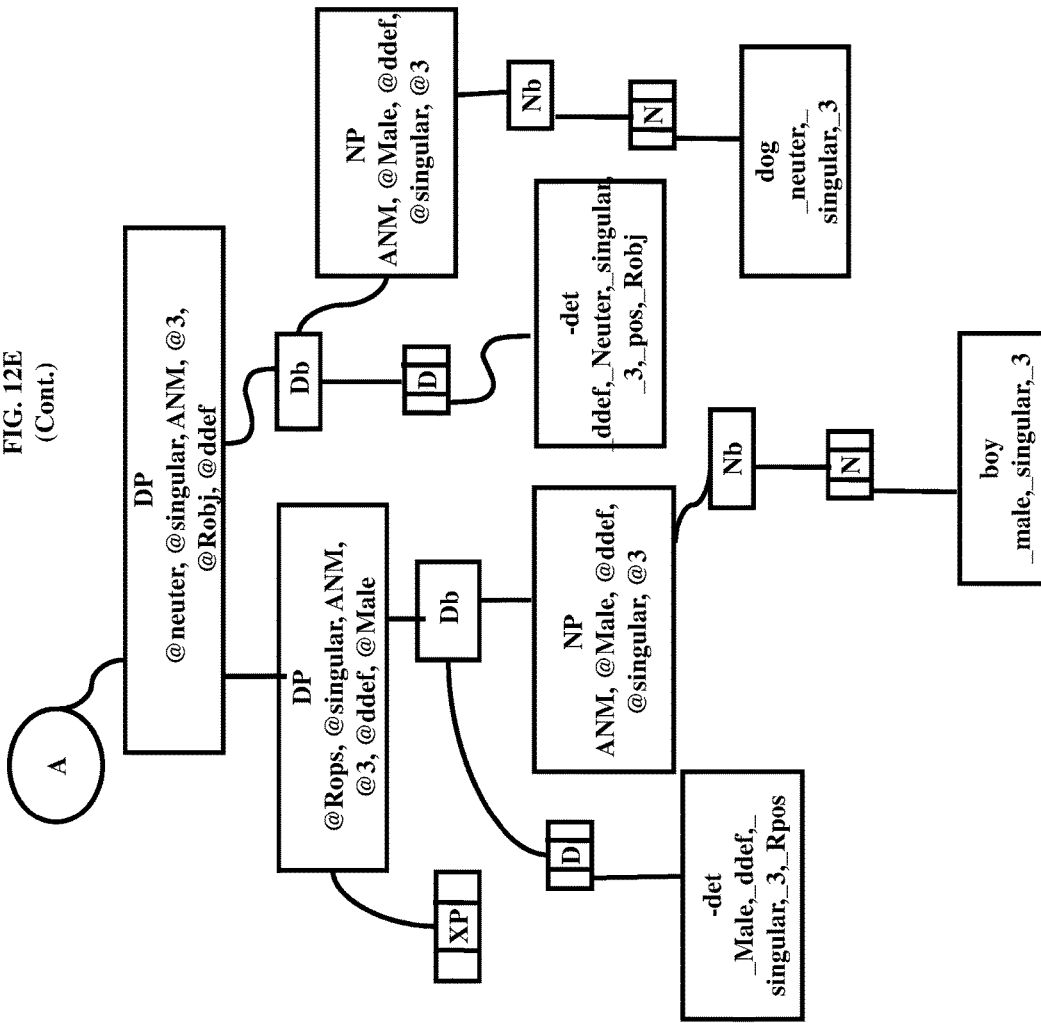 FIG. 12E
(Cont.)
A
DP
@neuter, @singular, ANM, @3,
@Robj, @ddef
DP
@Rops, @singular, ANM,
@3, @ddef, @Male
Db
NP
ANM, @Male, @ddef,
@singular, @3
XP
Db
D
Nb
D
NP
ANM, @Male, @ddef,
@singular, @3
-det
_ddef,_Neuter,_singular,
_3,_pos,_Robj
N
-det
_Male,_ddef,_
singular,_3,_Rpos
Nb
dog
_neuter,_
singular,_3
N
boy
_male,_singular,_3